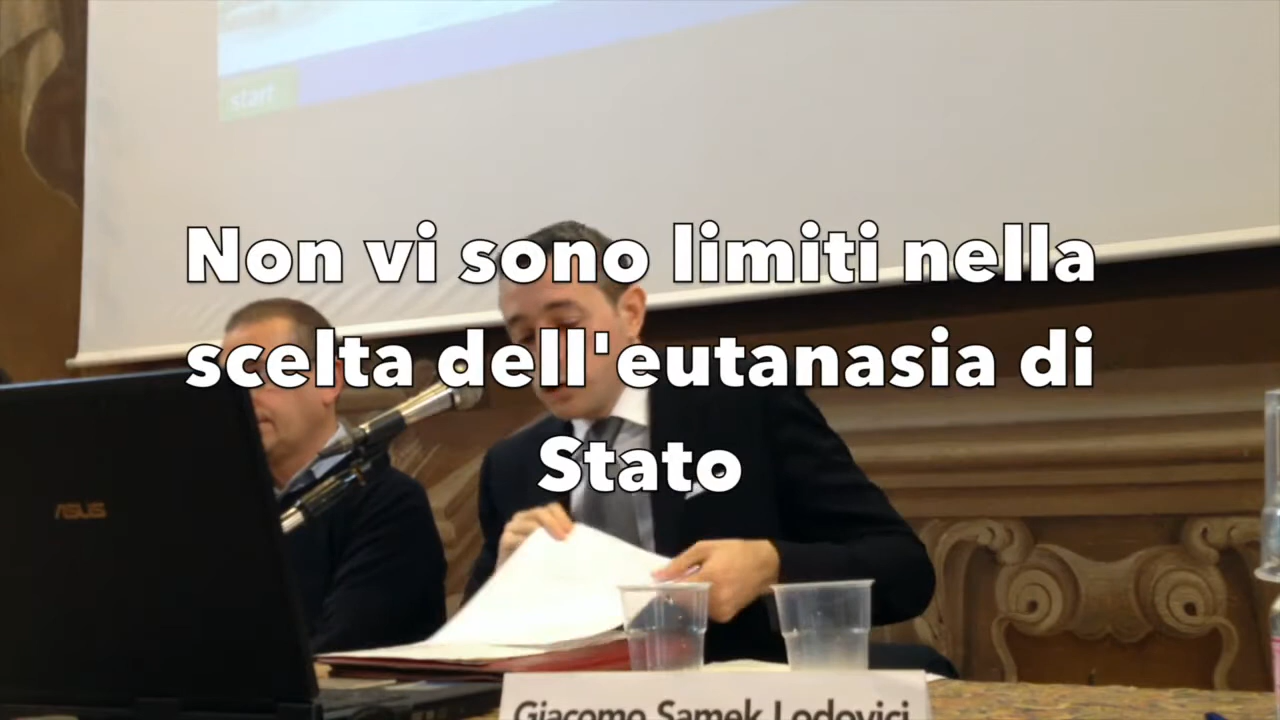 start
Non vi sono limiti nella
scelta dell'eutanasia di
Stato
ASUS
Giacomo Samek Lodovici